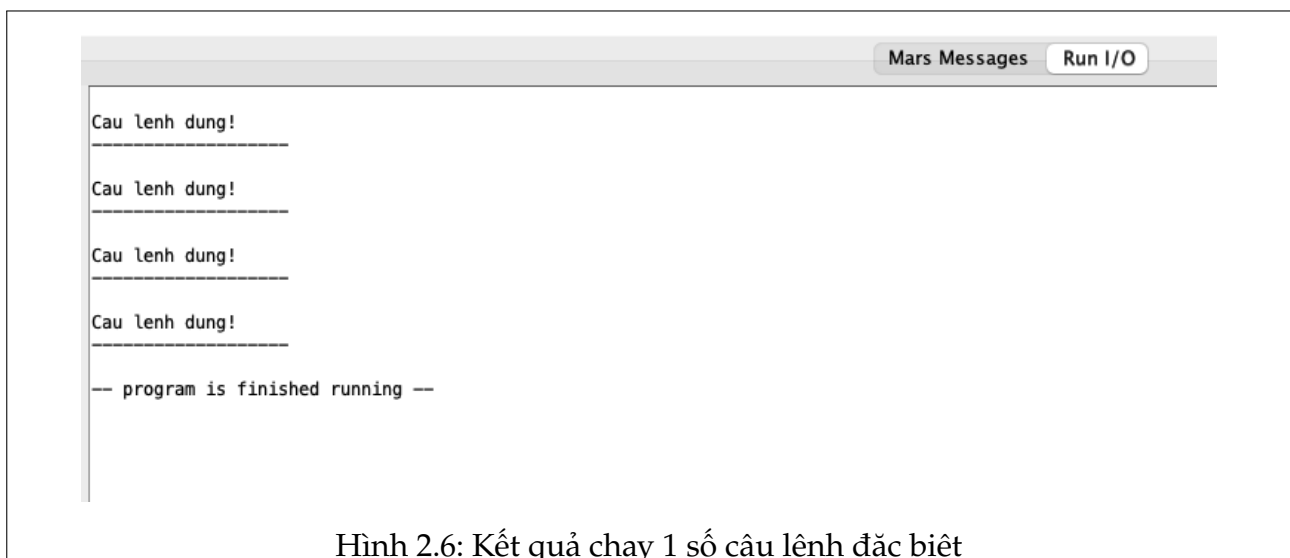 Mars Messages Run I/O
Cau lenh dung!
-------------------
Cau lenh dung!
-------------------
Cau lenh dung!
-------------------
Cau lenh dung!
-------------------
-- program is finished running --
Hình 2.6: Kết quả chạy 1 số câu lệnh đặc biệt